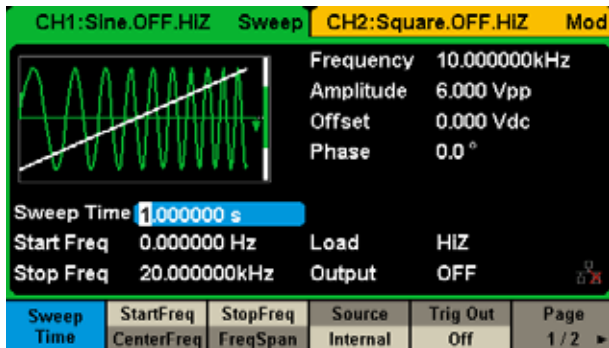 CH1:Sine.OFF.HiZ Sweep CH2:Square.OFF.HiZ Mod
Frequency 10.000000kHz
Amplitude 6.000 Vpp
Offset 0.000 Vdc
Phase 0.0 °
Sweep Time 1.000000 s
Start Freq 0.000000 Hz Load HiZ
Stop Freq 20.000000kHz Output OFF
Sweep Time StartFreq CenterFreq StopFreq FreqSpan Source Internal Trig Out Off Page 1/2 ►